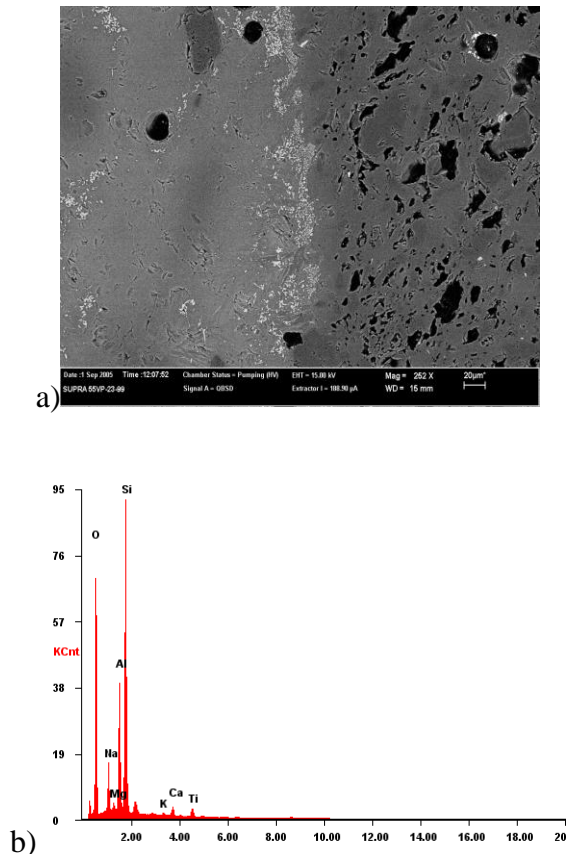 Date :1 Sep 2005 Time :12:07:52 Chamber Status = Pumping (HV) EHT = 15.00 kV Mag = 252 X 20µm*
SUPRA 55VP-23-99 Signal A = QBSD Extractor I = 108.90 µA WD = 15 mm
a)
95
Si
O
76
57
KCnt
Al
38
19
Na
Mg
K
Ca
Ti
0
2.00 4.00 6.00 8.00 10.00 12.00 14.00 16.00 18.00 20
b)